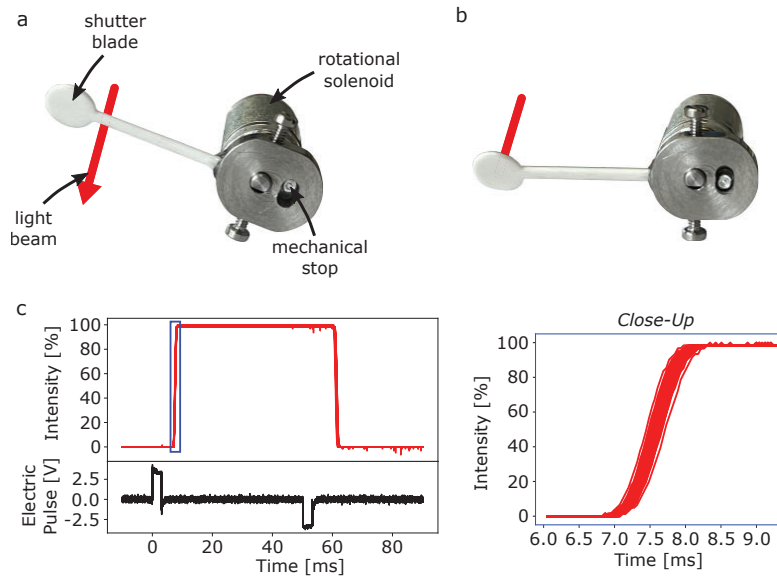 a
shutter
blade
rotational
solenoid
light
beam
mechanical
stop
b
c
Intensity [%]
100
80
60
40
20
0
Electric
Pulse [V]
2.5
0.0
-2.5
0
20
40
60
80
Time [ms]
Close-Up
Intensity [%]
100
80
60
40
20
0
6.0
6.5
7.0
7.5
8.0
8.5
9.0
Time [ms]